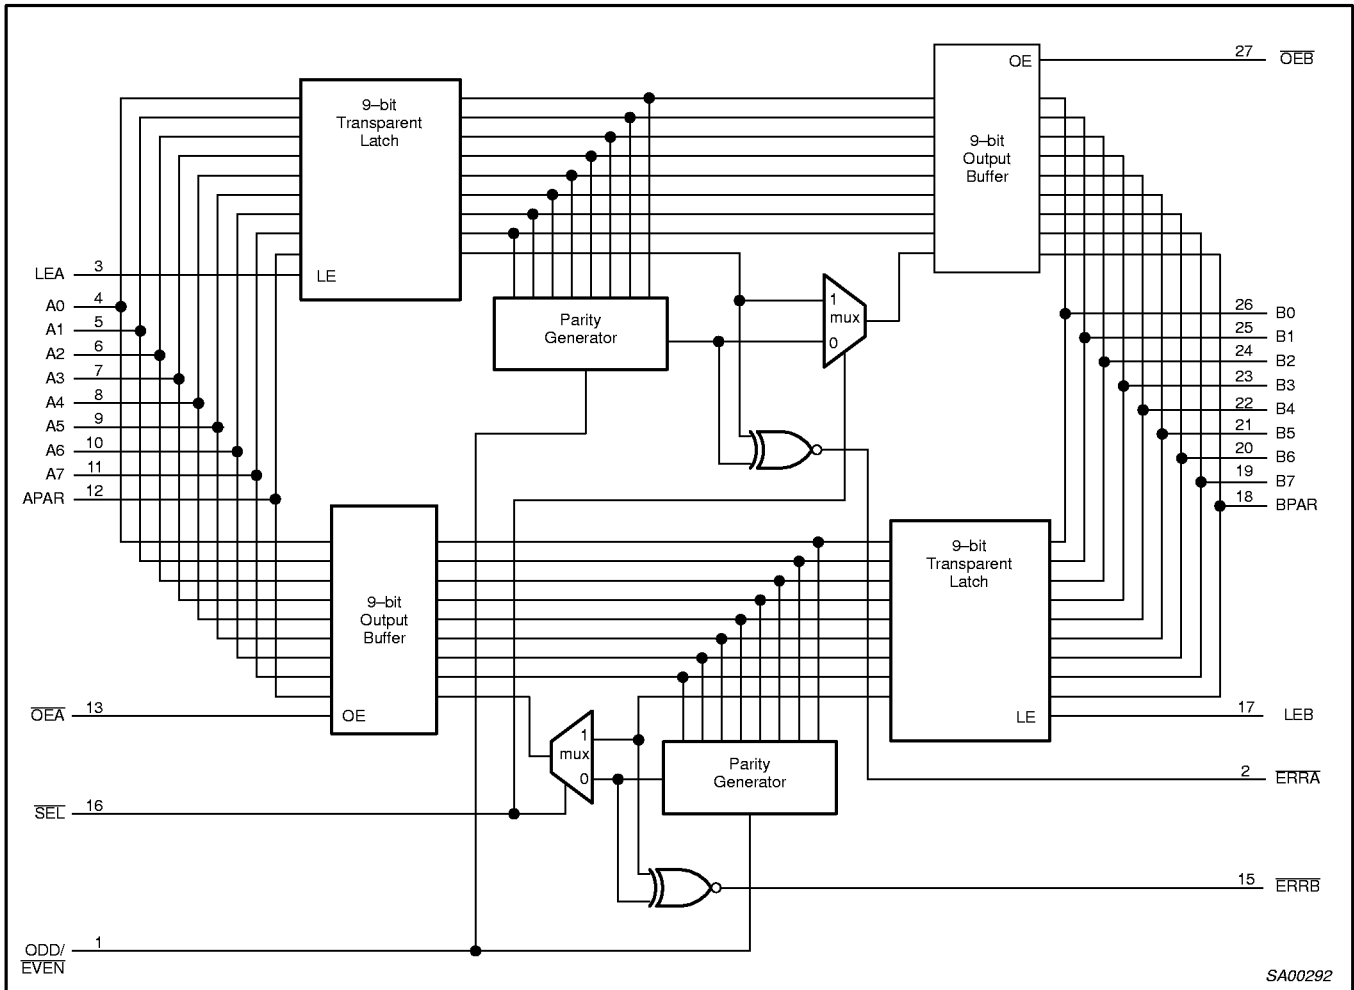 27 OEB
OE
9–bit
Transparent
Latch
9–bit
Output
Buffer
LE
LEA 3
A0 4
A1 5
A2 6
A3 7
A4 8
A5 9
A6 10
A7 11
APAR 12
Parity
Generator
1
mux
0
26 B0
25 B1
24 B2
23 B3
22 B4
21 B5
20 B6
19 B7
18 BPAR
9–bit
Output
Buffer
OE
9–bit
Transparent
Latch
LE
OEA 13
17 LEB
1
mux
0
Parity
Generator
2 ERRA
SEL 16
15 ERRB
ODD/ 1
EVEN
SA00292